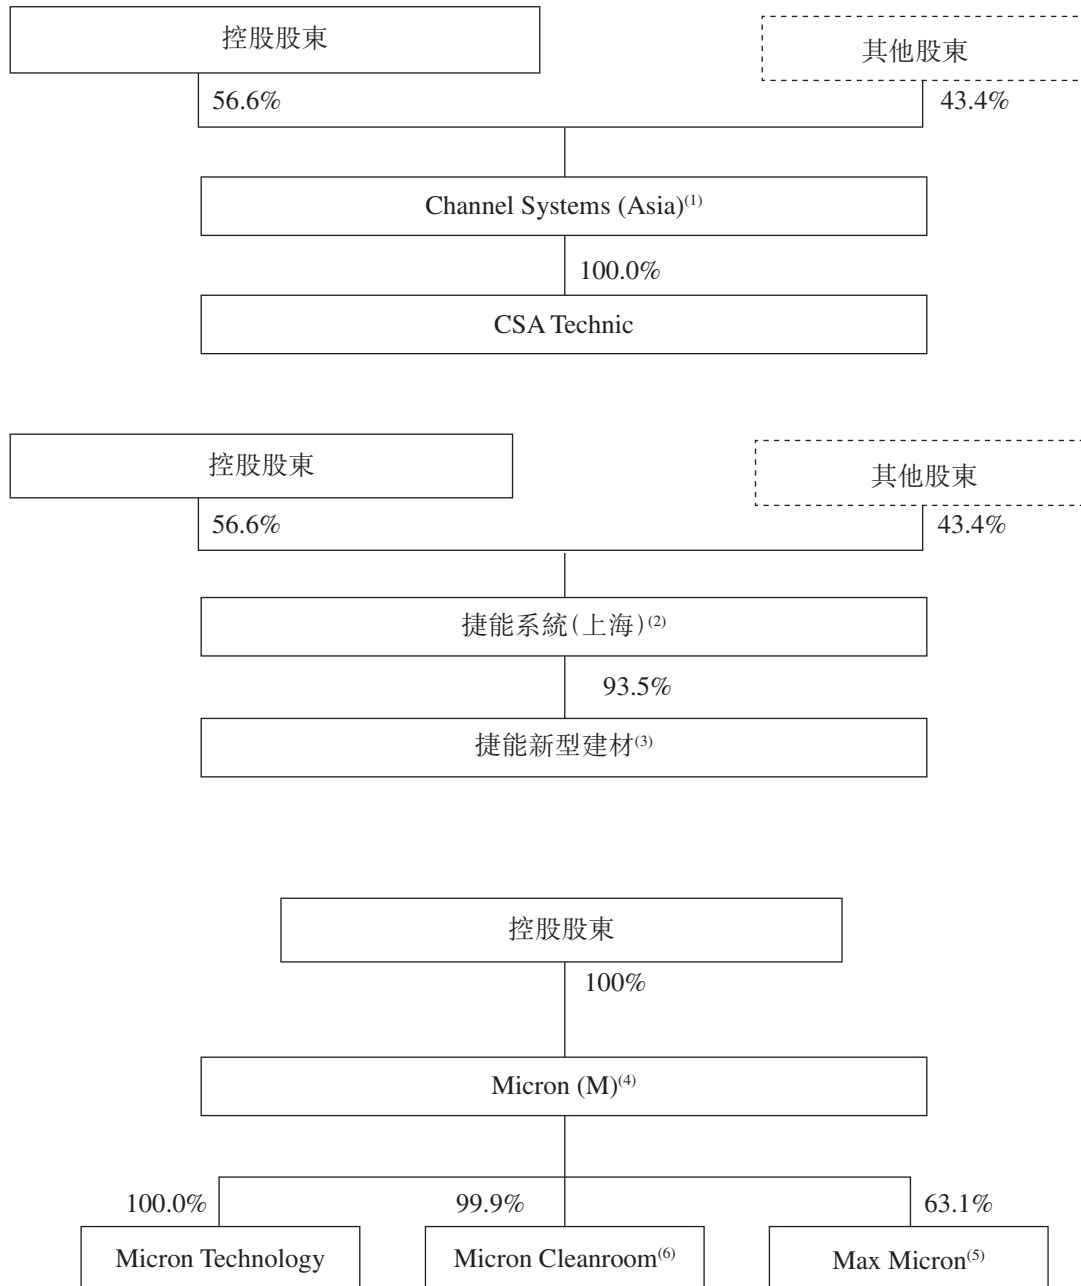 控股股東
其他股東
56.6%
43.4%
Channel Systems (Asia)(1)
100.0%
CSA Technic
控股股東
其他股東
56.6%
43.4%
捷能系統(上海)(2)
93.5%
捷能新型建材(3)
控股股東
100%
Micron (M)(4)
100.0%
99.9%
63.1%
Micron Technology
Micron Cleanroom(6)
Max Micron(5)